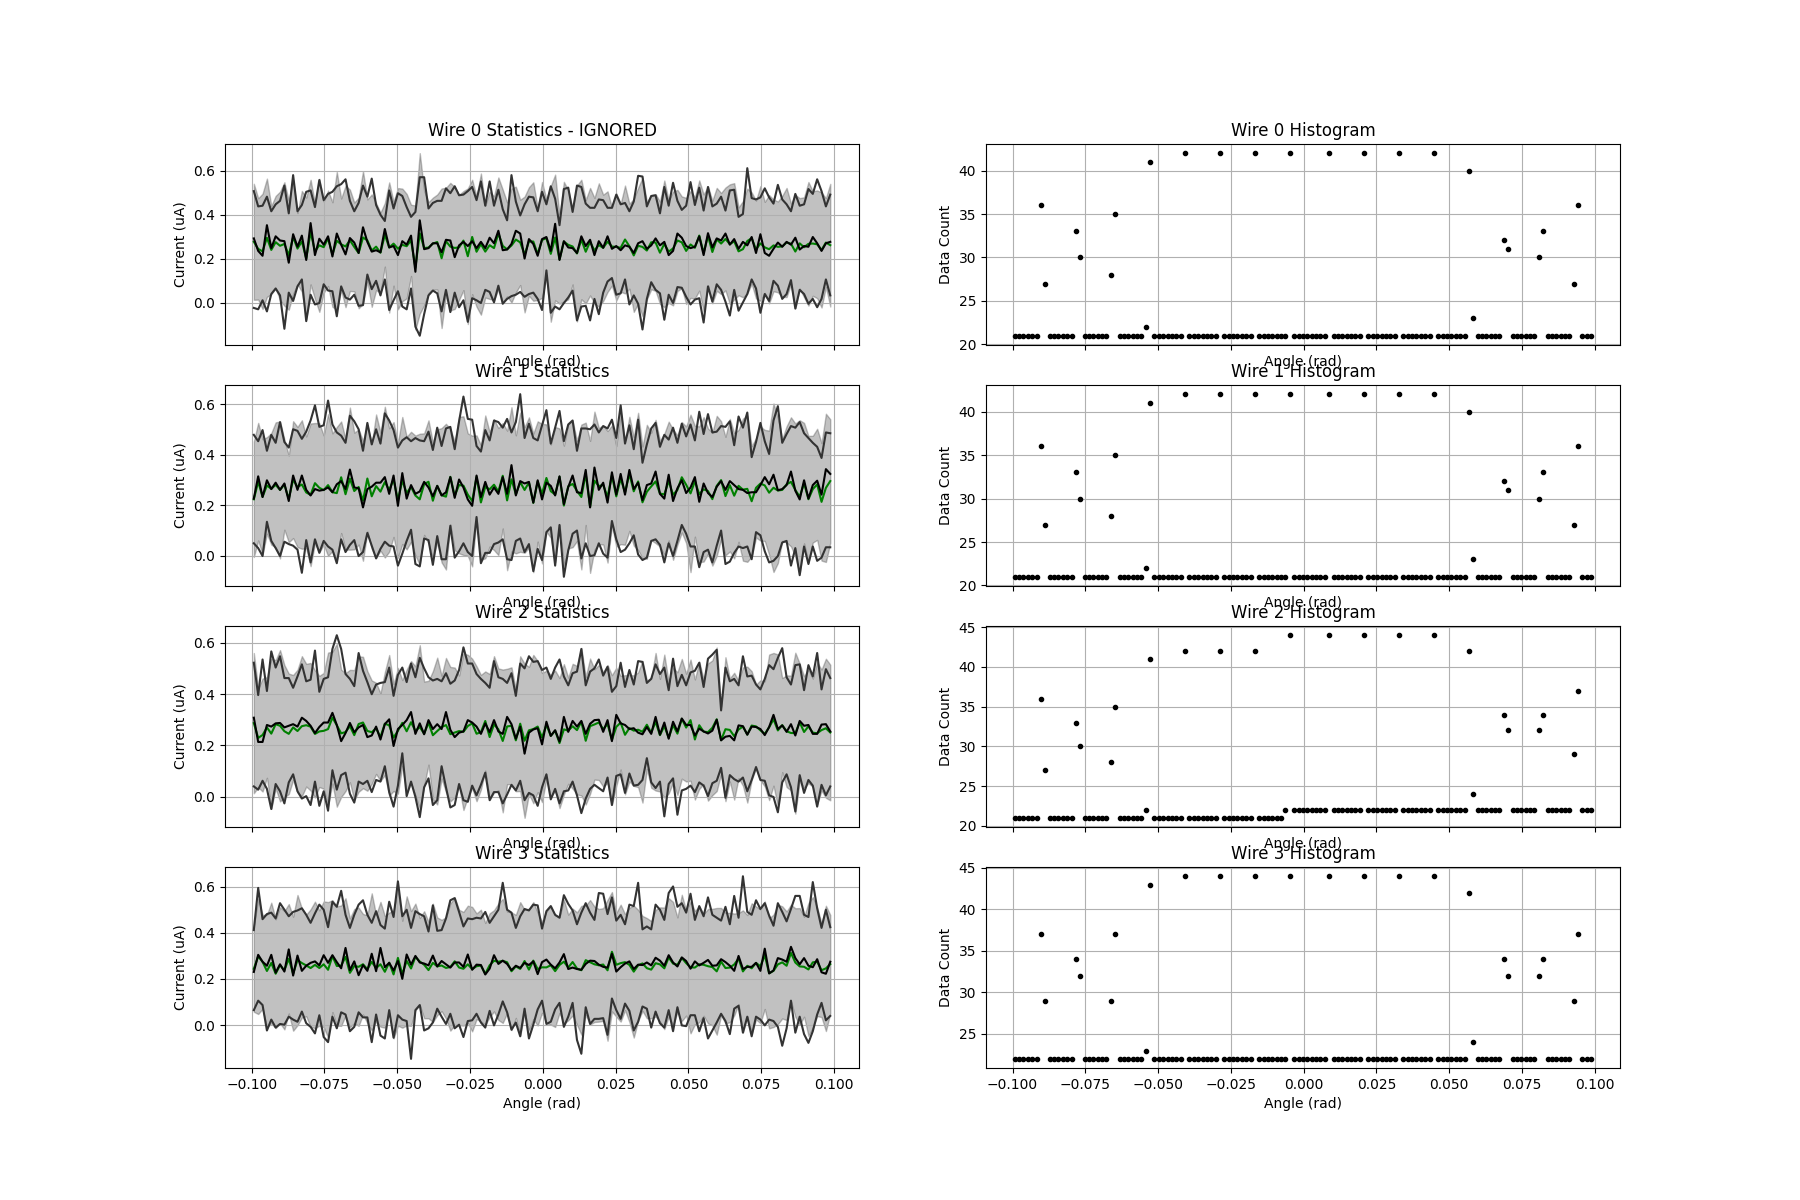 Wire 0 Statistics - IGNORED
Wire 0 Histogram
0.6
0.4
0.2
0.0
Current (uA)
Angle (rad)
40
35
30
25
20
Data Count
Angle (rad)
Wire 1 Statistics
Wire 1 Histogram
0.6
0.4
0.2
0.0
Current (uA)
Angle (rad)
40
35
30
25
20
Data Count
Angle (rad)
Wire 2 Statistics
Wire 2 Histogram
0.6
0.4
0.2
0.0
Current (uA)
Angle (rad)
45
40
35
30
25
20
Data Count
Angle (rad)
Wire 3 Statistics
Wire 3 Histogram
0.6
0.4
0.2
0.0
Current (uA)
−0.100 −0.075 −0.050 −0.025 0.000 0.025 0.050 0.075 0.100
Angle (rad)
45
40
35
30
25
Data Count
−0.100 −0.075 −0.050 −0.025 0.000 0.025 0.050 0.075 0.100
Angle (rad)